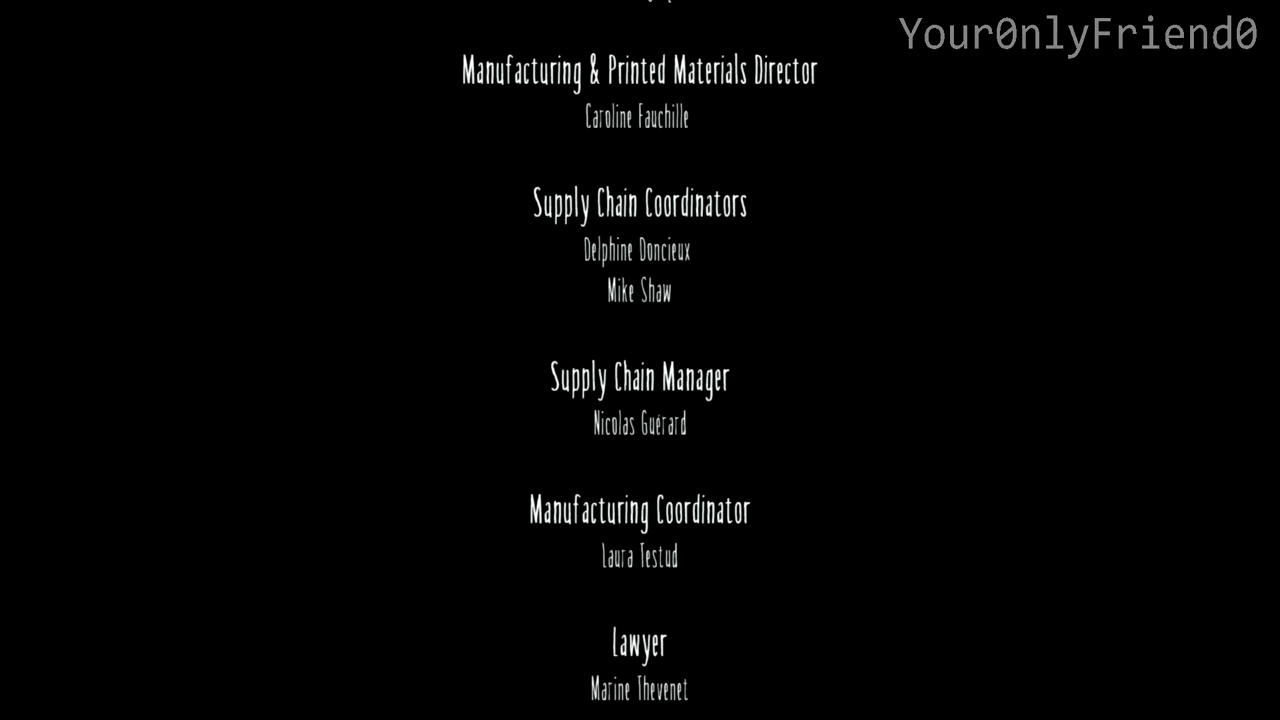 Your0nlyFriend0
Manufacturing & Printed Materials Director
Caroline Fauchille
Supply Chain Coordinators
Delphine Doncieux
Mike Shaw
Supply Chain Manager
Nicolas Guérard
Manufacturing Coordinator
Laura Testud
Lawyer
Marine Thevenet